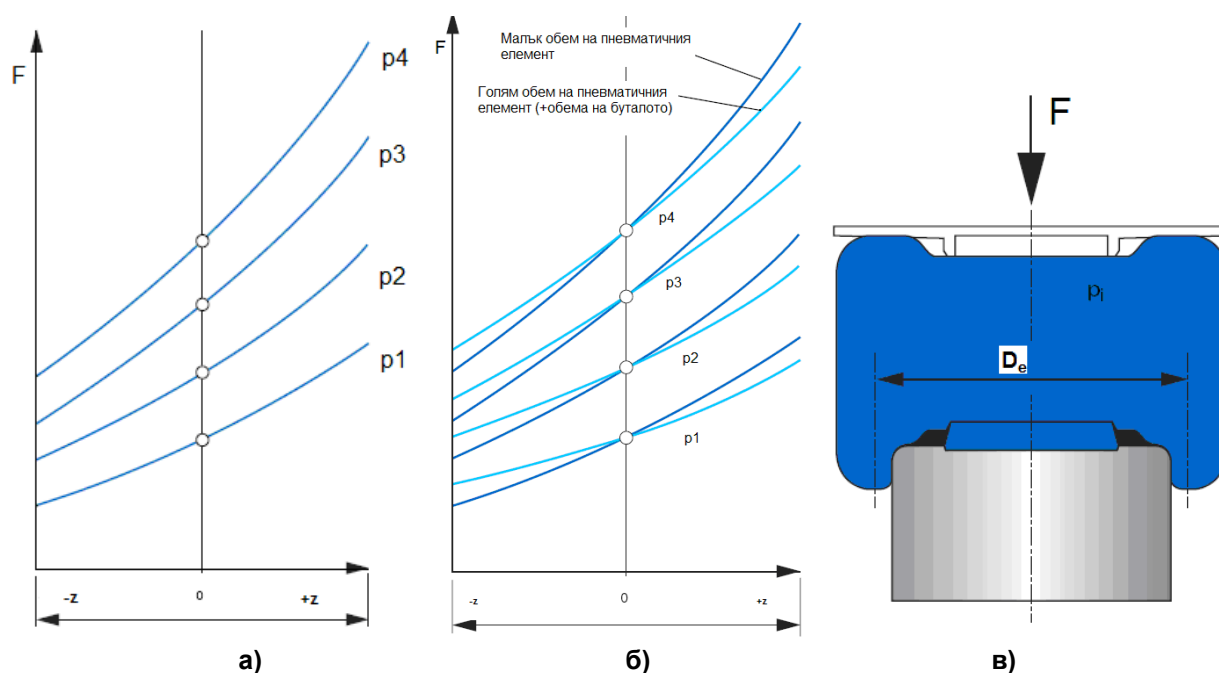 F
p4
p3
p2
p1
-z
0
+z
а)
F
Малък обем на пневматичния
елемент
Голям обем на пневматичния
елемент (+обема на буталото)
p4
p3
p2
p1
-z
0
+z
б)
F
pi
De
в)